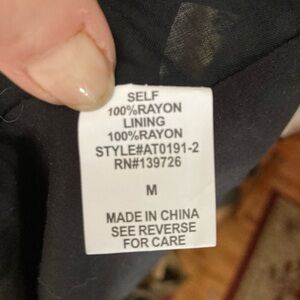 SELF
100%RAYON
LINING
100%RAYON
STYLE#AT0191-2
RN#139726
M
MADE IN CHINA
SEE REVERSE
FOR CARE